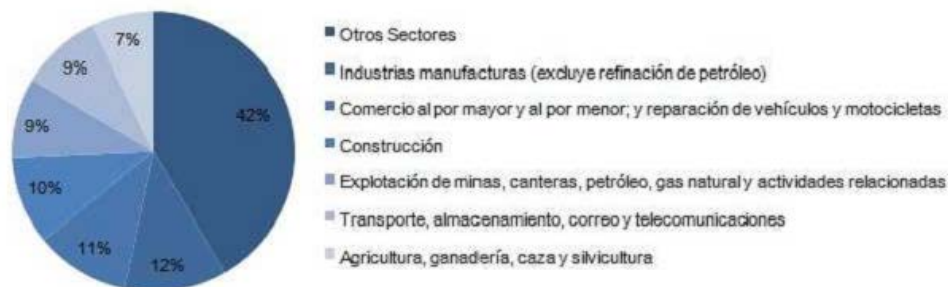 7%
9%
9%
10%
11%
12%
42%
Otros Sectores
Industrias manufacturas (excluye refinación de petróleo)
Comercio al por mayor y al por menor; y reparación de vehículos y motocicletas
Construcción
Explotación de minas, canteras, petróleo, gas natural y actividades relacionadas
Transporte, almacenamiento, correo y telecomunicaciones
Agricultura, ganadería, caza y silvicultura